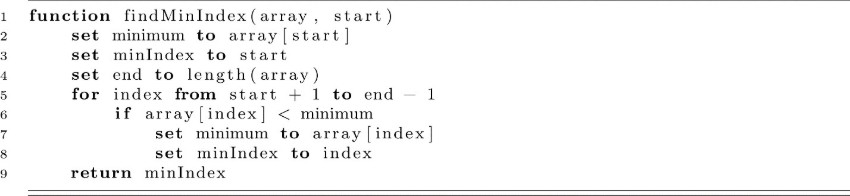 1 function findMinIndex(array, start)
2 set minimum to array[start]
3 set minIndex to start
4 set end to length(array)
5 for index from start + 1 to end − 1
6 if array[index] < minimum
7 set minimum to array[index]
8 set minIndex to index
9 return minIndex